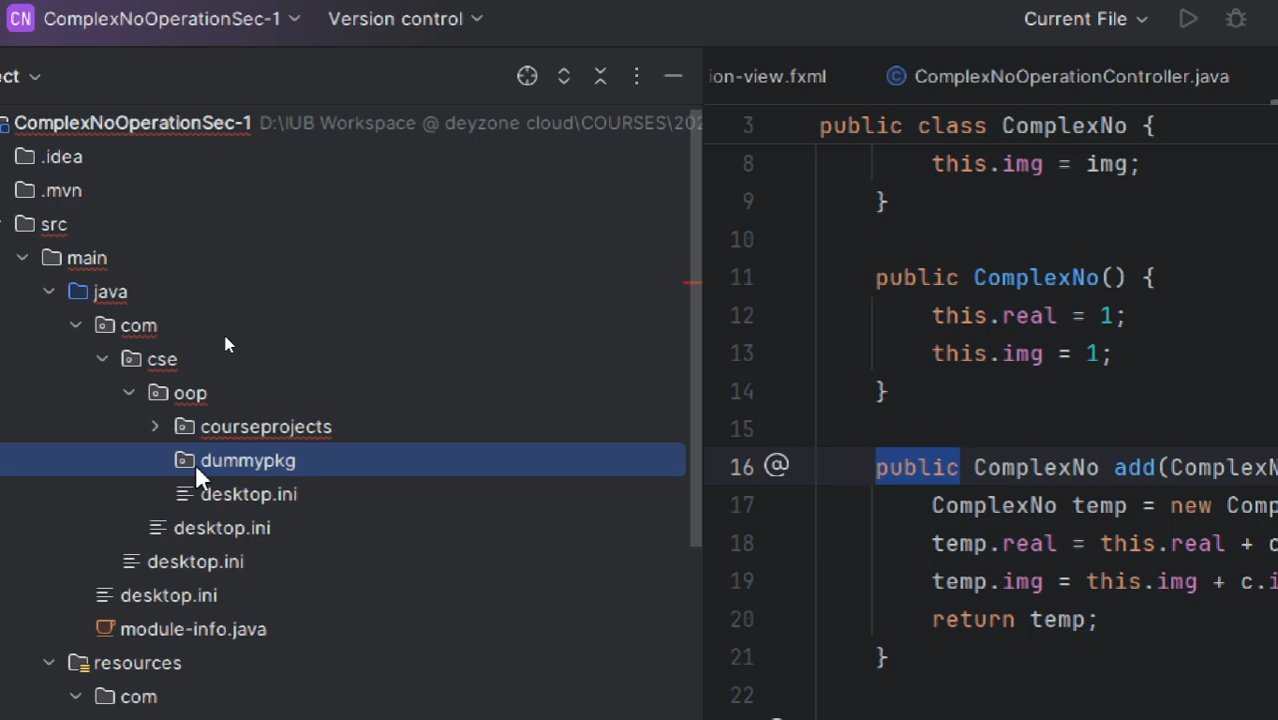 CN ComplexNoOperationSec-1 Version control Current File
ect
ComplexNoOperationSec-1 D:\IUB Workspace @ deyzone cloud\COURSES\202
.idea
.mvn
src
main
java
com
cse
oop
courseprojects
dummypkg
desktop.ini
desktop.ini
desktop.ini
desktop.ini
module-info.java
resources
com
ion-view.fxml ComplexNoOperationController.java
3 public class ComplexNo {
8 this.img = img;
9 }
10
11 public ComplexNo() {
12 this.real = 1;
13 this.img = 1;
14 }
15
16 @ public ComplexNo add(ComplexN
17 ComplexNo temp = new Comp
18 temp.real = this.real + c
19 temp.img = this.img + c.i
20 return temp;
21 }
22